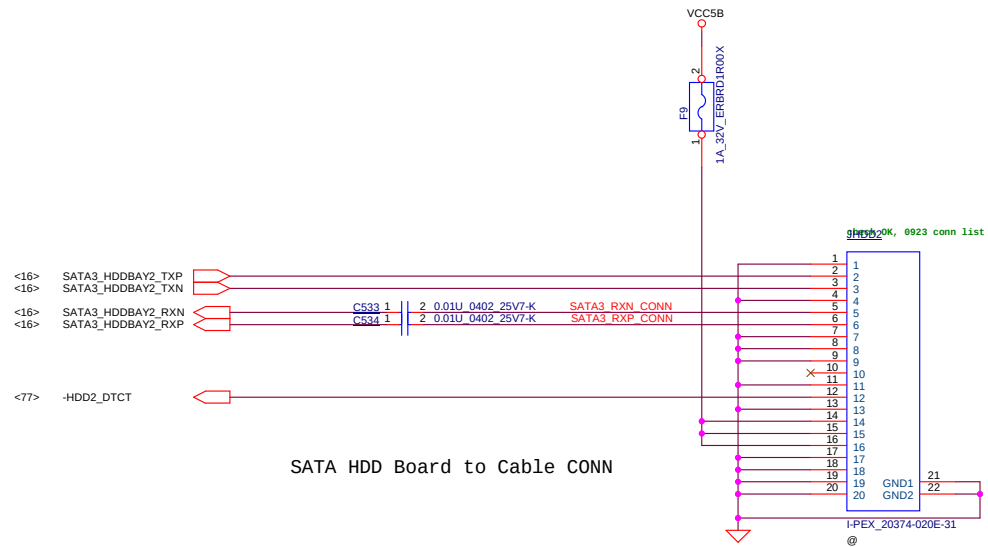 VCC5B
2
F9
1A_32V_ERBRD1R00X
1
check OK, 0923 conn list
JHDD2
1 1
<16> SATA3_HDDBAY2_TXP 2 2
<16> SATA3_HDDBAY2_TXN 3 3
4 4
<16> SATA3_HDDBAY2_RXN C533 1 2 0.01U_0402_25V7-K SATA3_RXN_CONN 5 5
<16> SATA3_HDDBAY2_RXP C534 1 2 0.01U_0402_25V7-K SATA3_RXP_CONN 6 6
7 7
8 8
9 9
10 10
11 11
<77> -HDD2_DTCT 12 12
13 13
14 14
15 15
16 16
17 17
SATA HDD Board to Cable CONN 18 18
19 19 GND1 21
20 20 GND2 22
I-PEX_20374-020E-31
@